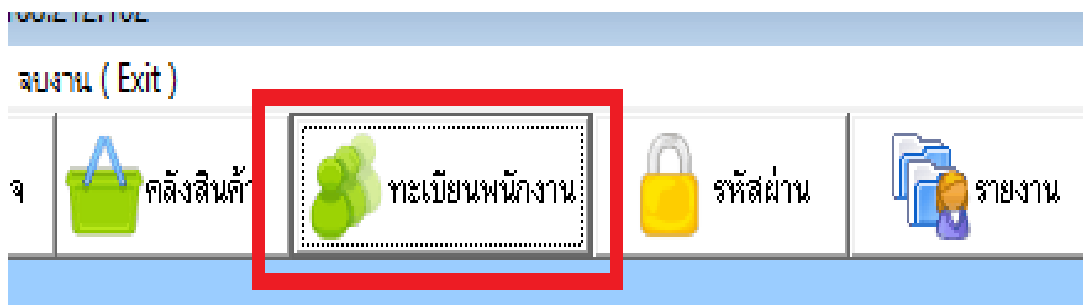 จบงาน ( Exit )
จ คลังสินค้า ทะเบียนพนักงาน รหัสผ่าน รายงาน